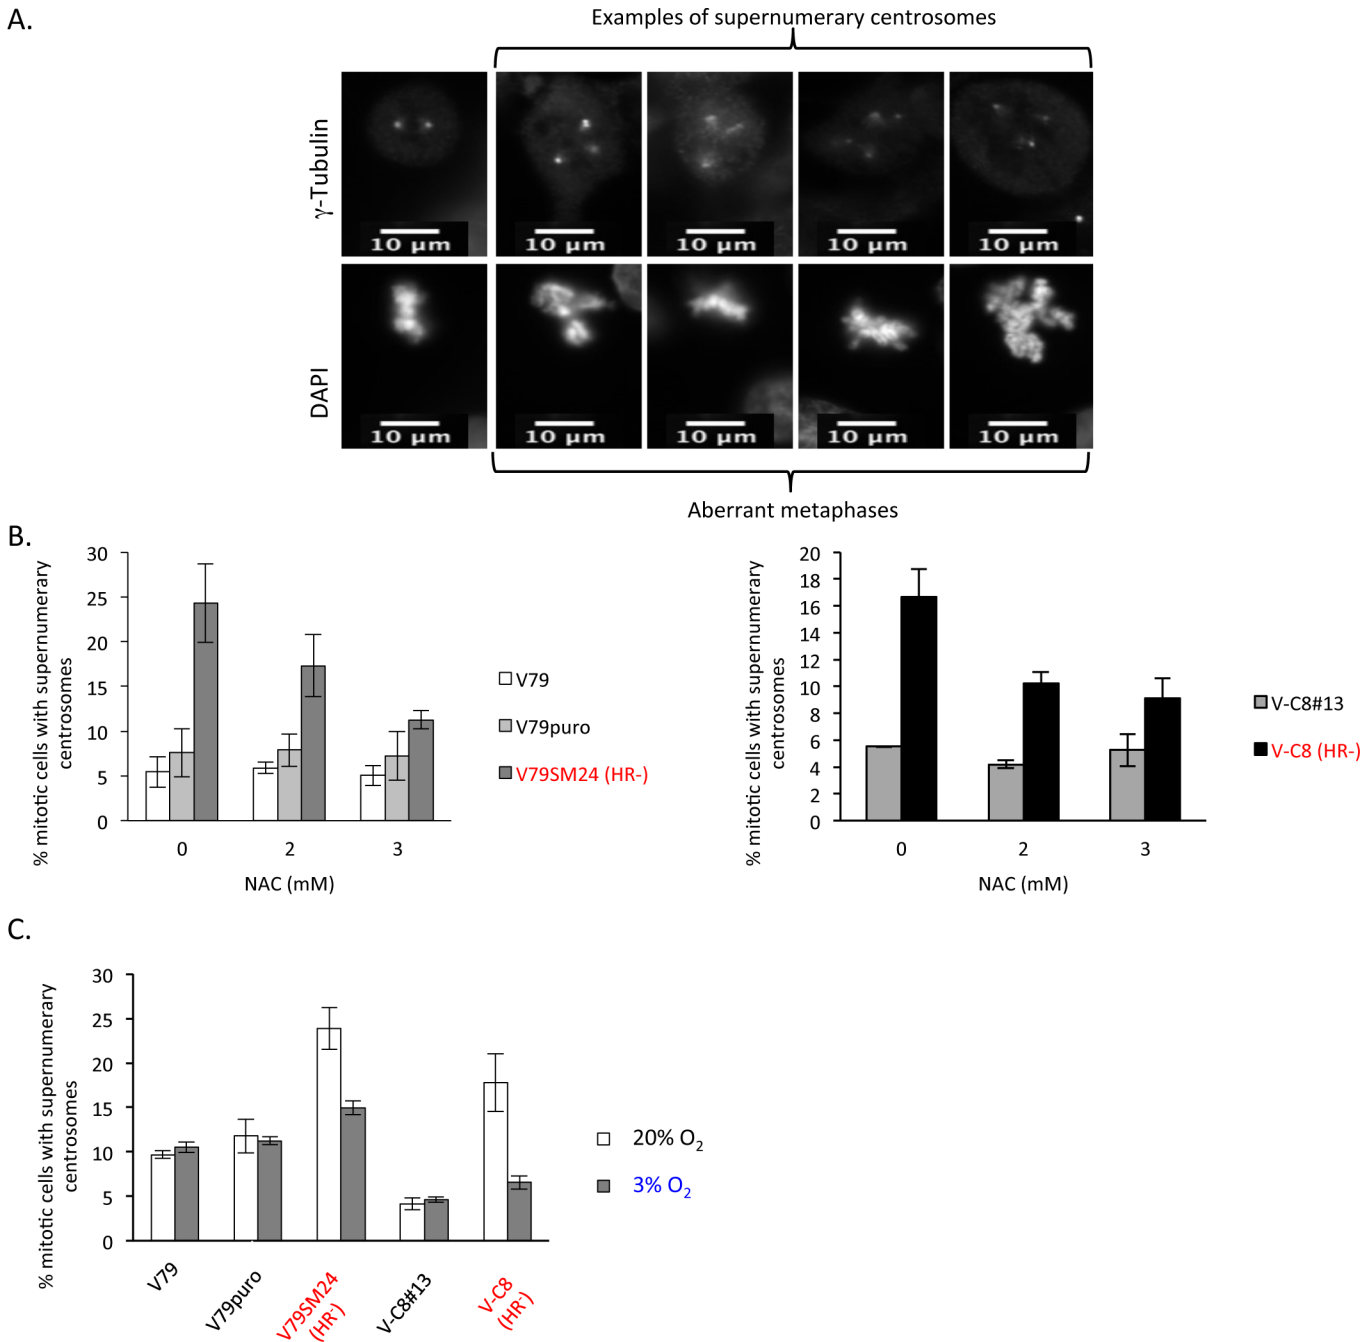 A.
Examples of supernumerary centrosomes
γ-Tubulin
10 µm
10 µm
10 µm
10 µm
10 µm
DAPI
10 µm
10 µm
10 µm
10 µm
10 µm
Aberrant metaphases
B.
% mitotic cells with supernumerary
centrosomes
30
25
20
15
10
5
0
0
2
3
NAC (mM)
V79
V79puro
V79SM24 (HR-)
% mitotic cells with supernumerary
centrosomes
20
18
16
14
12
10
8
6
4
2
0
0
2
3
NAC (mM)
V-C8#13
V-C8 (HR-)
C.
% mitotic cells with supernumerary
centrosomes
30
25
20
15
10
5
0
V79
V79puro
V79SM24
(HR-)
V-C8#13
V-C8
(HR-)
20% O2
3% O2